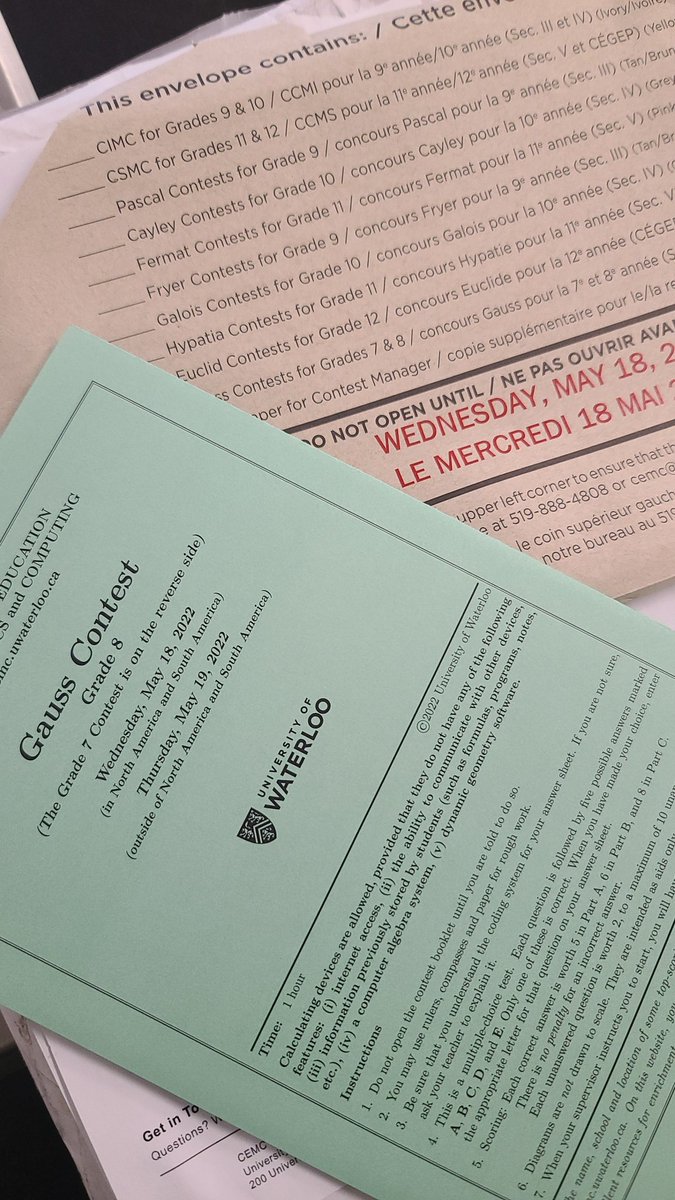 This envelope contains: / Cette
CIMC for Grades 9 & 10 / CCMI pour la 9e année/10e année (Sec. III et IV) (Ivory/Ivoire)
CSMC for Grades 11 & 12 / CCMS pour la 11e année/12e année (Sec. V et CÉGEP)
Pascal Contests for Grade 9 / concours Pascal pour la 9e année (Sec. III)
Cayley Contests for Grade 10 / concours Cayley pour la 10e année (Sec. IV)
Fermat Contests for Grade 11 / concours Fermat pour la 11e année (Sec. V)
Fryer Contests for Grade 9 / concours Fryer pour la 9e année (Sec. III)
Galois Contests for Grade 10 / concours Galois pour la 10e année (Sec. IV)
Hypatia Contests for Grade 11 / concours Hypatie pour la 11e année (Sec. V
Euclid Contests for Grade 12 / concours Euclide pour la 12e année
Contests for Grades 7 & 8 / concours Gauss pour la 7e et 8e année
for Contest Manager / copie supplémentaire pour le/la
DO NOT OPEN UNTIL / NE PAS OUVRIR
WEDNESDAY, MAY 18,
LE MERCREDI 18 MAI
upper left corner to ensure that
at 519-888-4808 or cemc@
le coin supérieur
notre bureau au
EDUCATION
and COMPUTING
uwaterloo.ca
Gauss Contest
Grade 8
(The Grade 7 Contest is on the reverse side)
Wednesday, May 18, 2022
(in North America and South America)
Thursday, May 19, 2022
(outside of North America and South America)
UNIVERSITY OF
WATERLOO
©2022 University of Waterloo
Time: 1 hour
Calculating devices are allowed, provided that they do not have any of the following
features: (i) internet access, (ii) the ability to communicate with other devices,
(iii) information previously stored by students (such as formulas, programs, notes,
etc.), (iv) a computer algebra system, (v) dynamic geometry software.
Instructions
1. Do not open the contest booklet until you are told to do so.
2. You may use rulers, compasses and paper for rough work.
3. Be sure that you understand the coding system for your answer sheet. If you are not sure,
ask your teacher to explain it.
4. This is a multiple-choice test. Each question is followed by five possible answers marked
A, B, C, D, and E. Only one of these is correct. When you have made your choice, enter
the appropriate letter for that question on your answer sheet.
5. Scoring: Each correct answer is worth 5 in Part A, 6 in Part B, and 8 in Part C.
There is no penalty for an incorrect answer.
Each unanswered question is worth 2, to a maximum of 10
6. Diagrams are not drawn to scale. They are intended as aids only
When your supervisor instructs you to start, you will have
name, school and location of some
uwaterloo.ca. On this website,
resources for enrichment
Get in
Questions?
CEMC
200